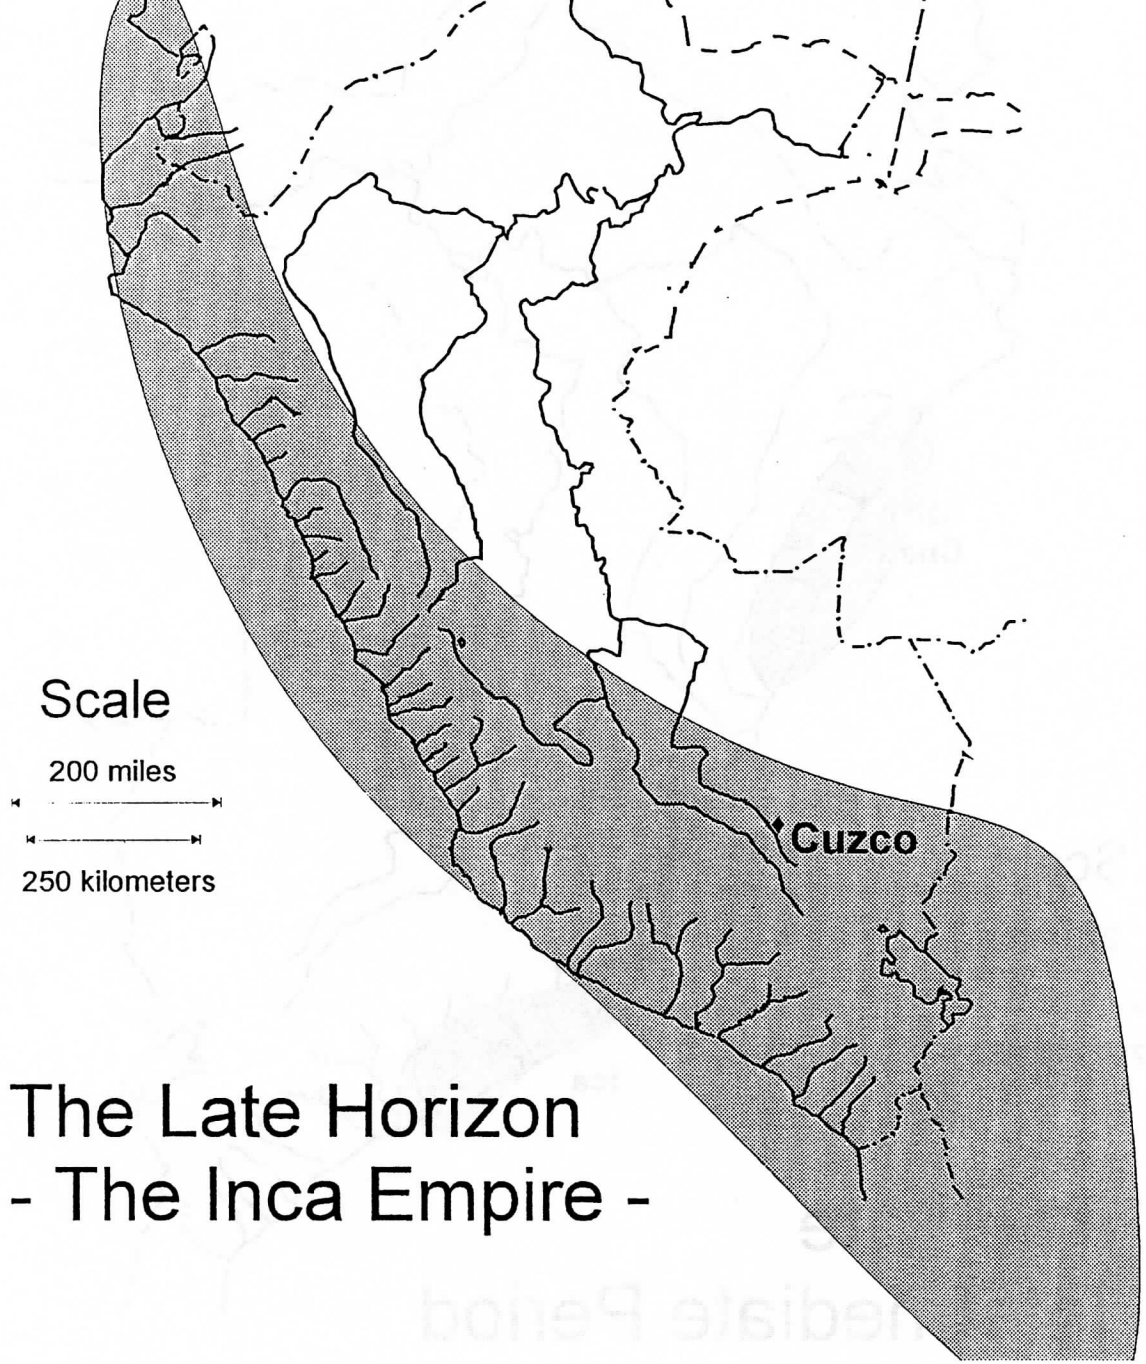 Cuzco
Scale
200 miles
250 kilometers
The Late Horizon
- The Inca Empire -